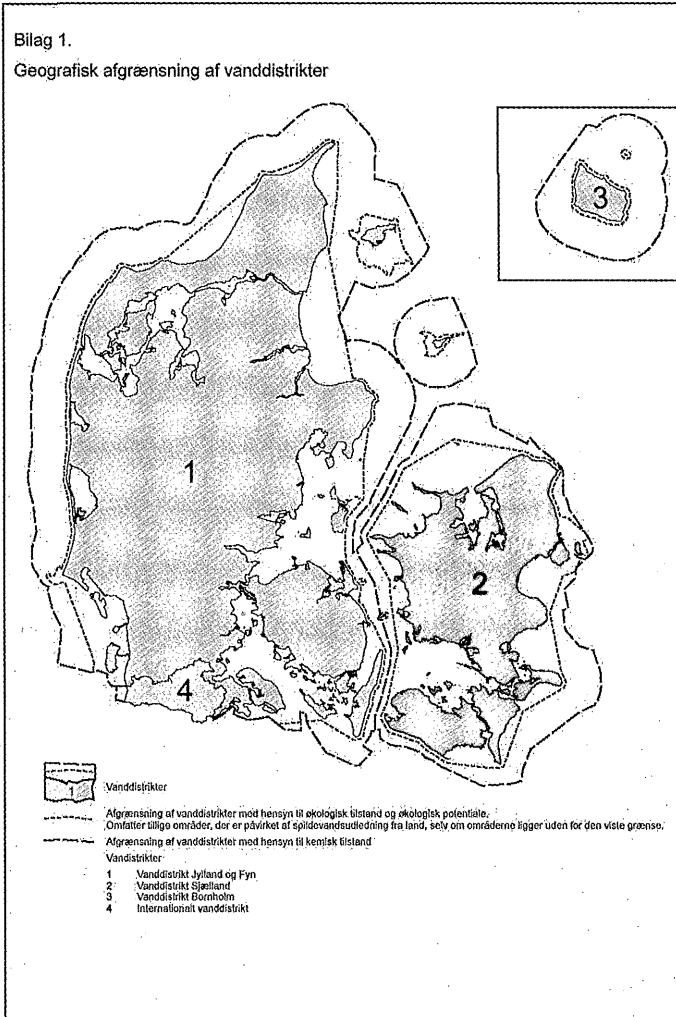 Bilag 1.
Geografisk afgrænsning af vanddistrikter
3
1
2
4
1 Vanddistrikter
Afgrænsning af vanddistrikter med hensyn til økologisk tilstand og økologisk potentiale.
Omfatter tillige områder, der er påvirket af spildevandsudledning fra land, selv om områderne ligger uden for den viste grænse.
Afgrænsning af vanddistrikter med hensyn til kemisk tilstand
Vandistrikter
1 Vanddistrikt Jylland og Fyn
2 Vanddistrikt Sjælland
3 Vanddistrikt Bornholm
4 Internationalt vanddistrikt